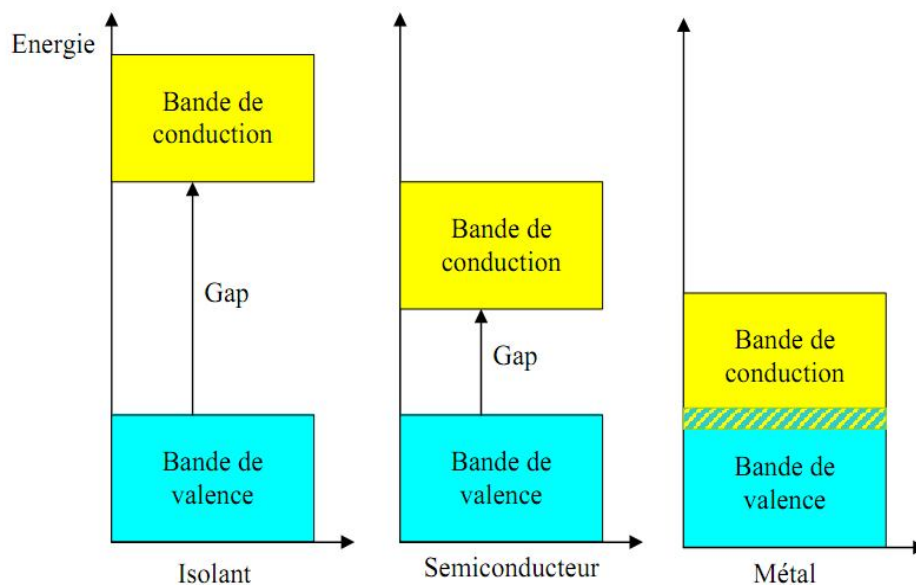 Energie
Bande de
conduction
Gap
Bande de
valence
Isolant
Bande de
conduction
Gap
Bande de
valence
Semiconducteur
Bande de
conduction
Bande de
valence
Métal